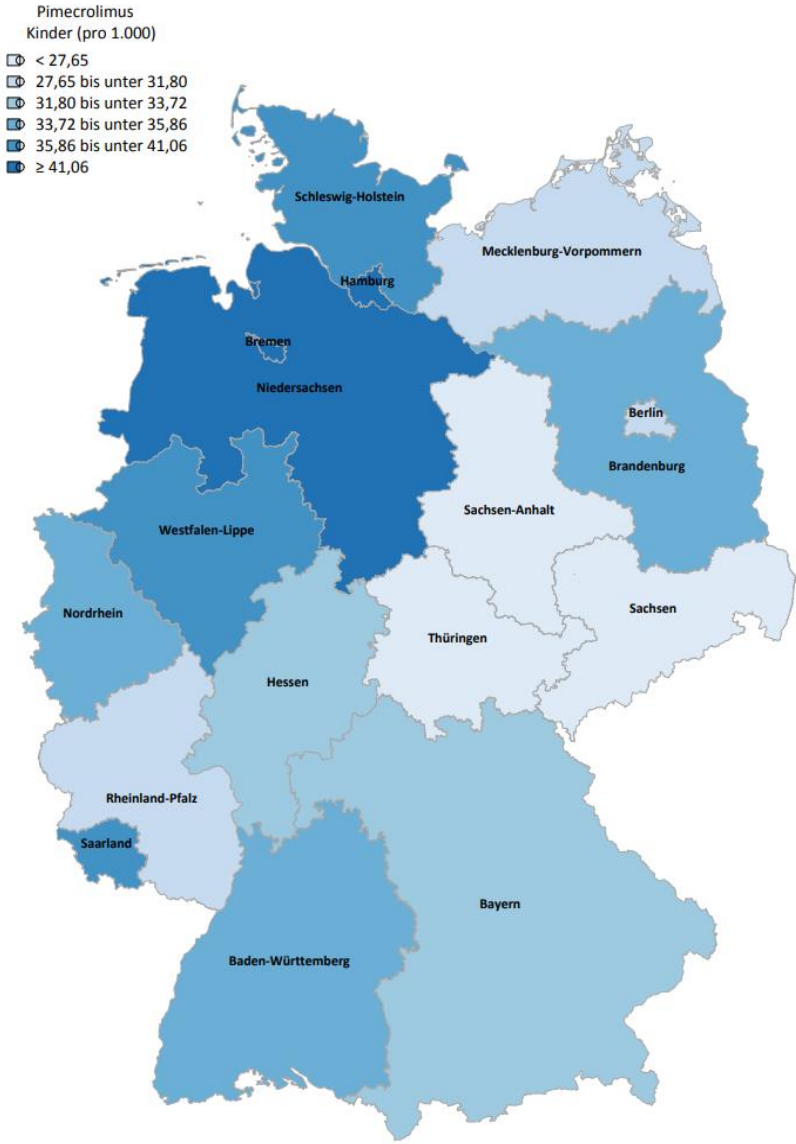 Pimecrolimus
Kinder (pro 1.000)
< 27,65
27,65 bis unter 31,80
31,80 bis unter 33,72
33,72 bis unter 35,86
35,86 bis unter 41,06
≥ 41,06
Schleswig-Holstein
Mecklenburg-Vorpommern
Hamburg
Bremen
Niedersachsen
Berlin
Brandenburg
Sachsen-Anhalt
Westfalen-Lippe
Sachsen
Nordrhein
Thüringen
Hessen
Rheinland-Pfalz
Saarland
Bayern
Baden-Württemberg